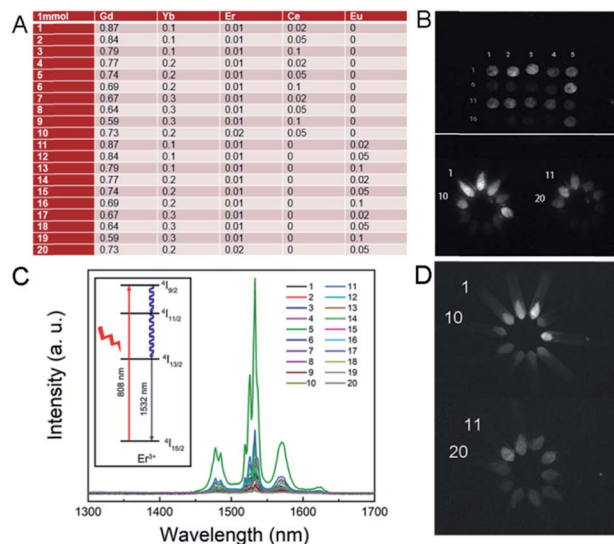 A
1mmol Gd Yb Er Ce Eu
1 0.87 0.1 0.01 0.02 0
2 0.84 0.1 0.01 0.05 0
3 0.79 0.1 0.01 0.1 0
4 0.77 0.2 0.01 0.02 0
5 0.74 0.2 0.01 0.05 0
6 0.69 0.2 0.01 0.1 0
7 0.67 0.3 0.01 0.02 0
8 0.64 0.3 0.01 0.05 0
9 0.59 0.3 0.01 0.1 0
10 0.73 0.2 0.02 0.05 0
11 0.87 0.1 0.01 0 0.02
12 0.84 0.1 0.01 0 0.05
13 0.79 0.1 0.01 0 0.1
14 0.77 0.2 0.01 0 0.02
15 0.74 0.2 0.01 0 0.05
16 0.69 0.2 0.01 0 0.1
17 0.67 0.3 0.01 0 0.02
18 0.64 0.3 0.01 0 0.05
19 0.59 0.3 0.01 0 0.1
20 0.73 0.2 0.02 0 0.05
B
1 2 3 4 5
1
6
11
16
1 11
10 20
C
Intensity (a. u.)
⁴I₉/₂
⁴I₁₁/₂
⁴I₁₃/₂
808 nm
1532 nm
⁴I₁₅/₂
Er³⁺
1 11
2 12
3 13
4 14
5 15
6 16
7 17
8 18
9 19
10 20
1300 1400 1500 1600 1700
Wavelength (nm)
D
1
10
11
20